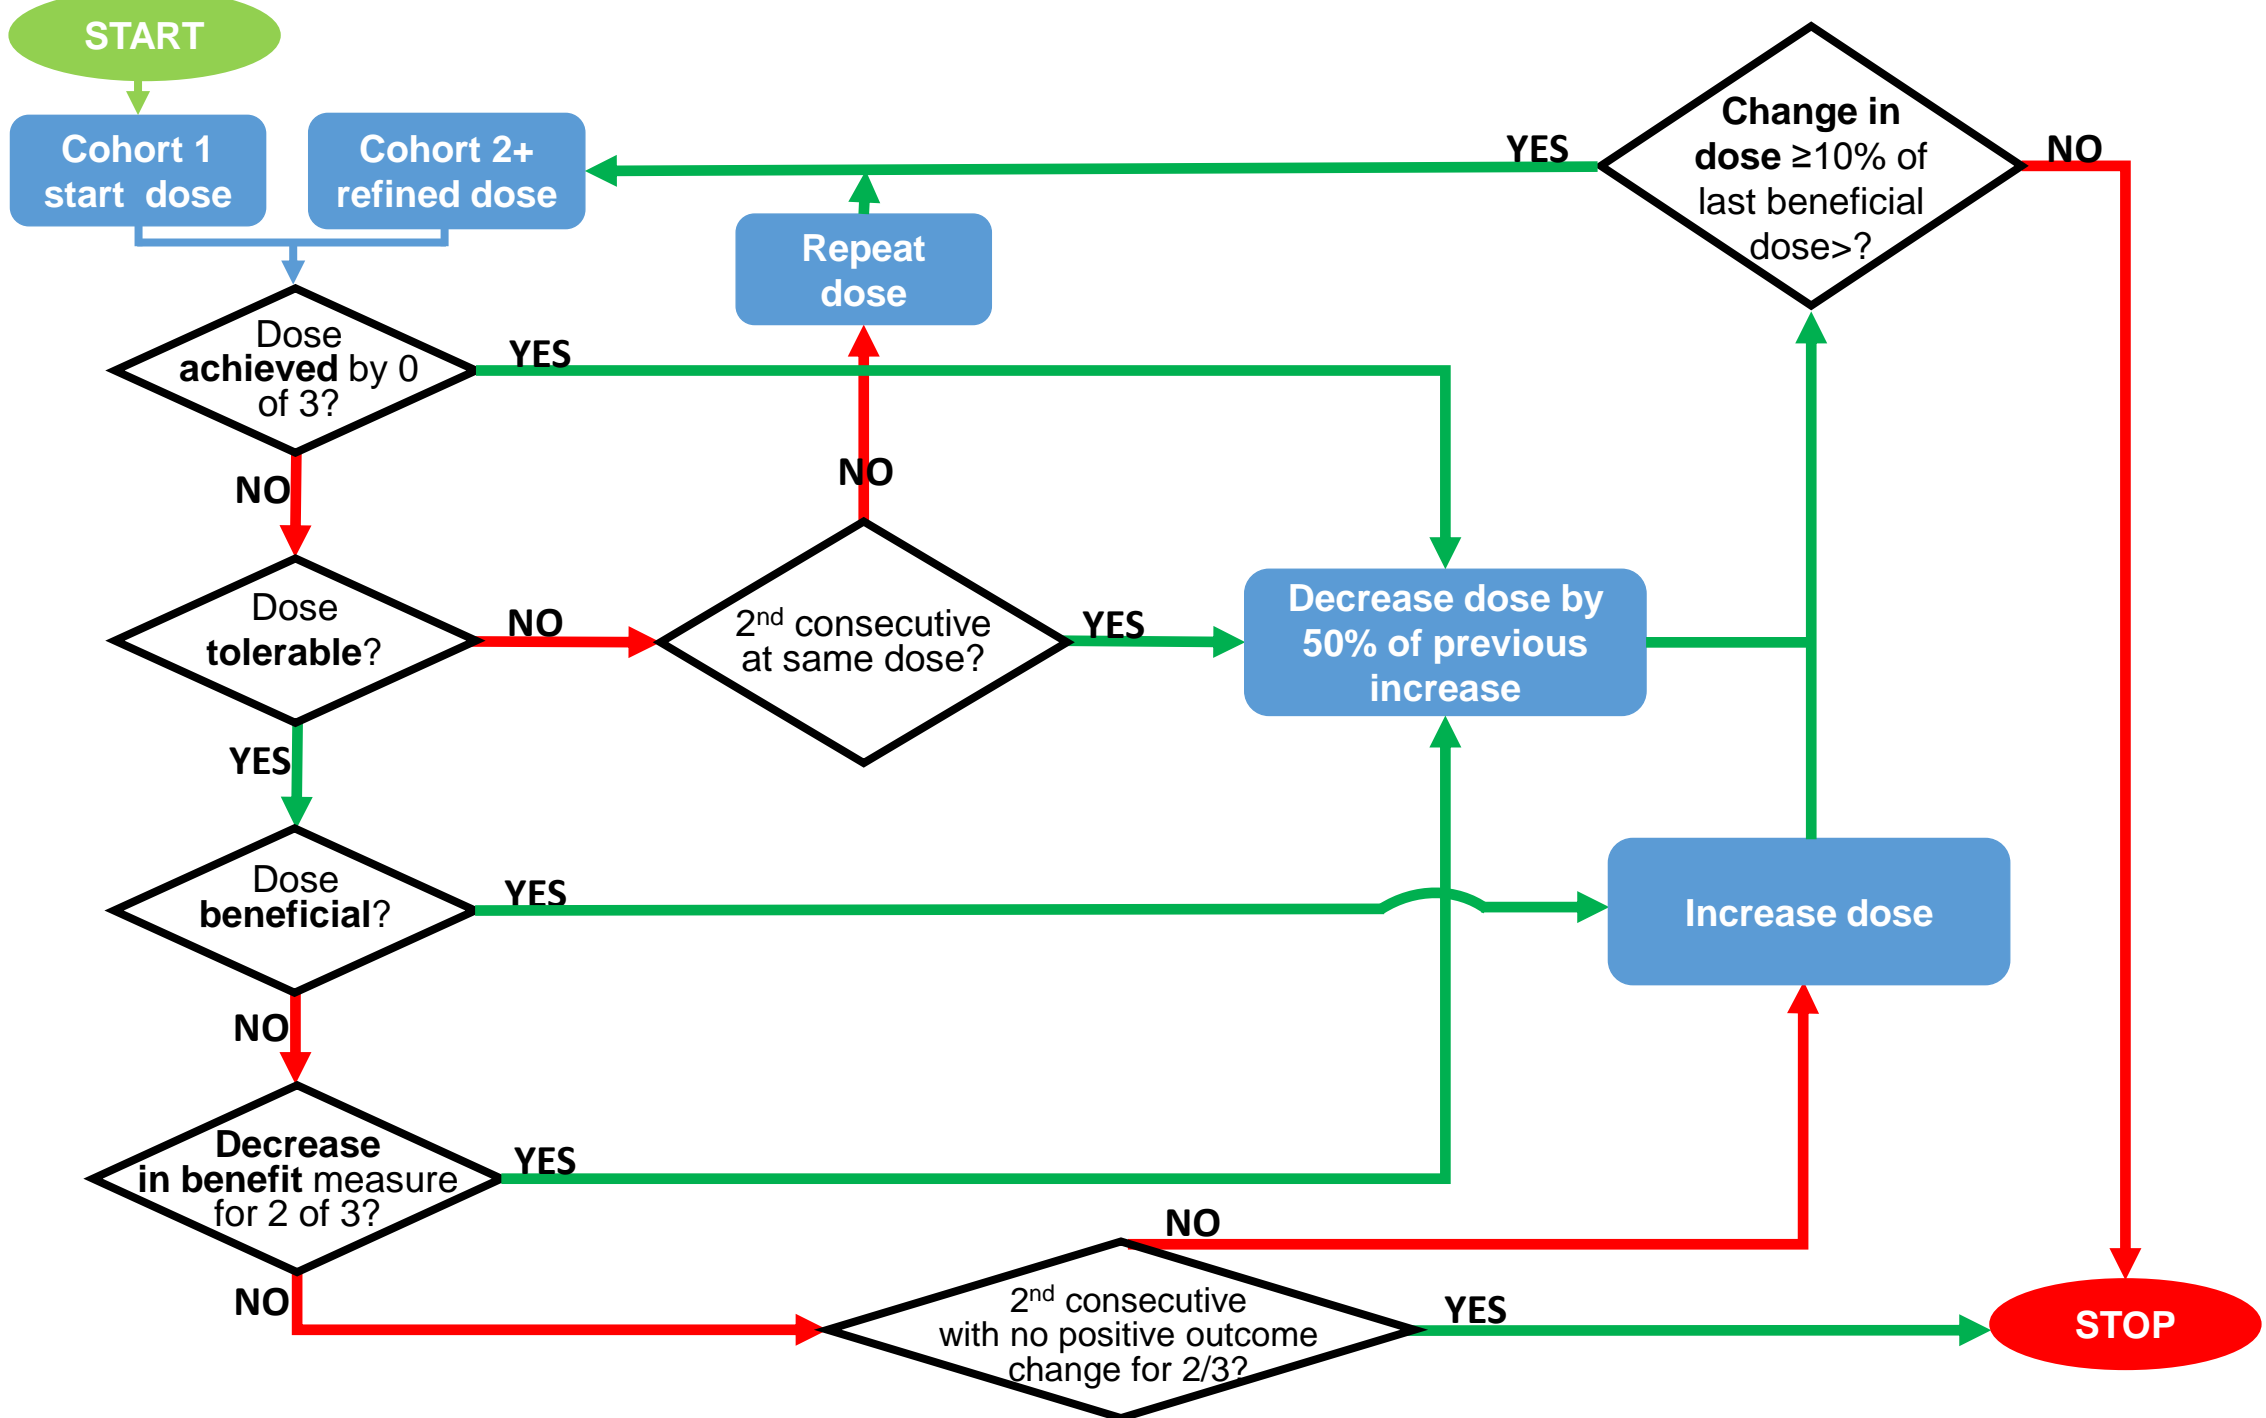 START
Cohort 1
start dose
Cohort 2+
refined dose
Repeat
dose
YES
Change in
dose ≥10% of
last beneficial
dose>?
NO
Dose
achieved by 0
of 3?
YES
NO
NO
Dose
tolerable?
NO
2nd consecutive
at same dose?
YES
Decrease dose by
50% of previous
increase
YES
Dose
beneficial?
YES
Increase dose
NO
Decrease
in benefit measure
for 2 of 3?
YES
NO
NO
2nd consecutive
with no positive outcome
change for 2/3?
YES
STOP